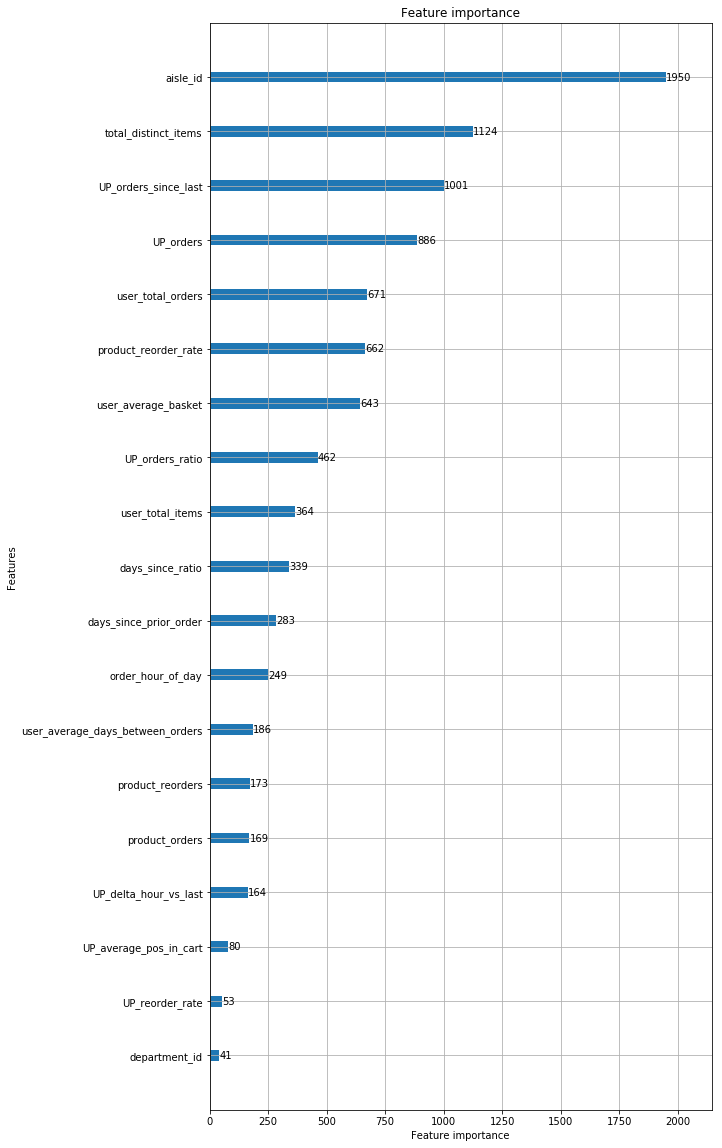 Feature importance
aisle_id 1950
total_distinct_items 1124
UP_orders_since_last 1001
UP_orders 886
user_total_orders 671
product_reorder_rate 662
user_average_basket 643
UP_orders_ratio 462
user_total_items 364
days_since_ratio 339
days_since_prior_order 283
order_hour_of_day 249
user_average_days_between_orders 186
product_reorders 173
product_orders 169
UP_delta_hour_vs_last 164
UP_average_pos_in_cart 80
UP_reorder_rate 53
department_id 41
Features
0 250 500 750 1000 1250 1500 1750 2000
Feature importance